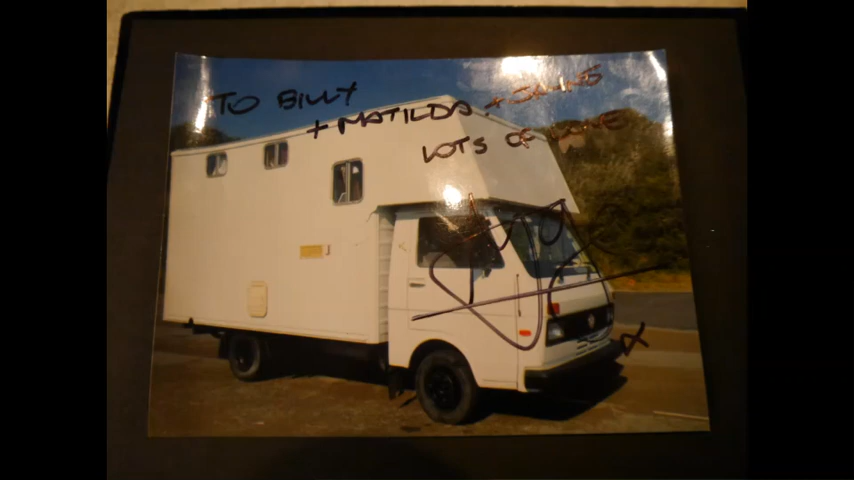 TO BILLY
+ MATILDA + JAMES
LOTS OF LOVE
X